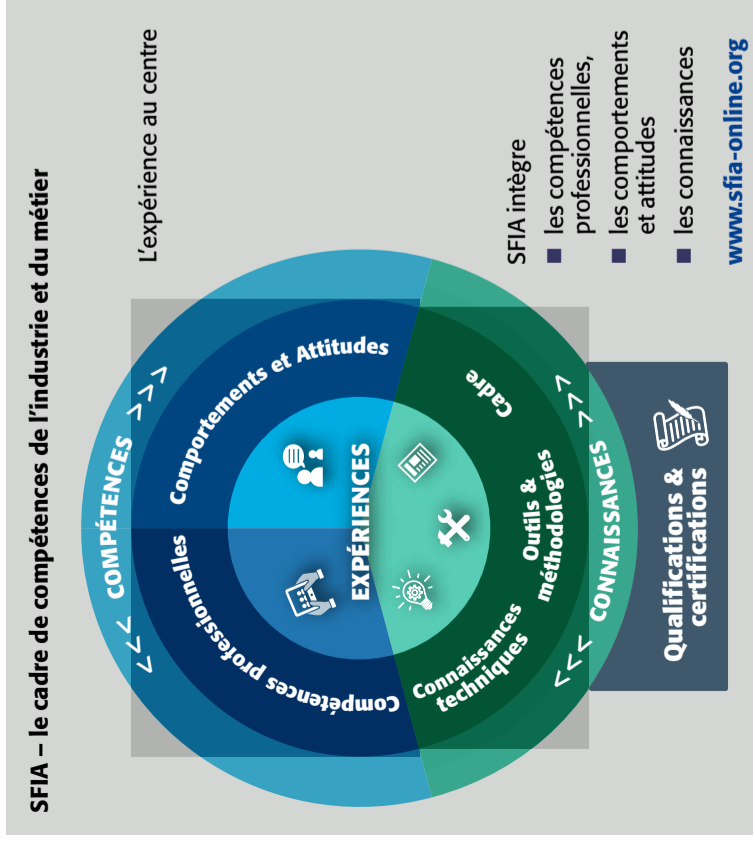 SFIA – le cadre de compétences de l'industrie et du métier
L'expérience au centre
<<< COMPÉTENCES >>>
Compétences professionnelles
Comportements et Attitudes
EXPÉRIENCES
Connaissances
techniques
Outils &
méthodologies
Cadre
<<< CONNAISSANCES >>>
Qualifications &
certifications
SFIA intègre
■ les compétences
professionnelles,
■ les comportements
et attitudes
■ les connaissances
www.sfia-online.org